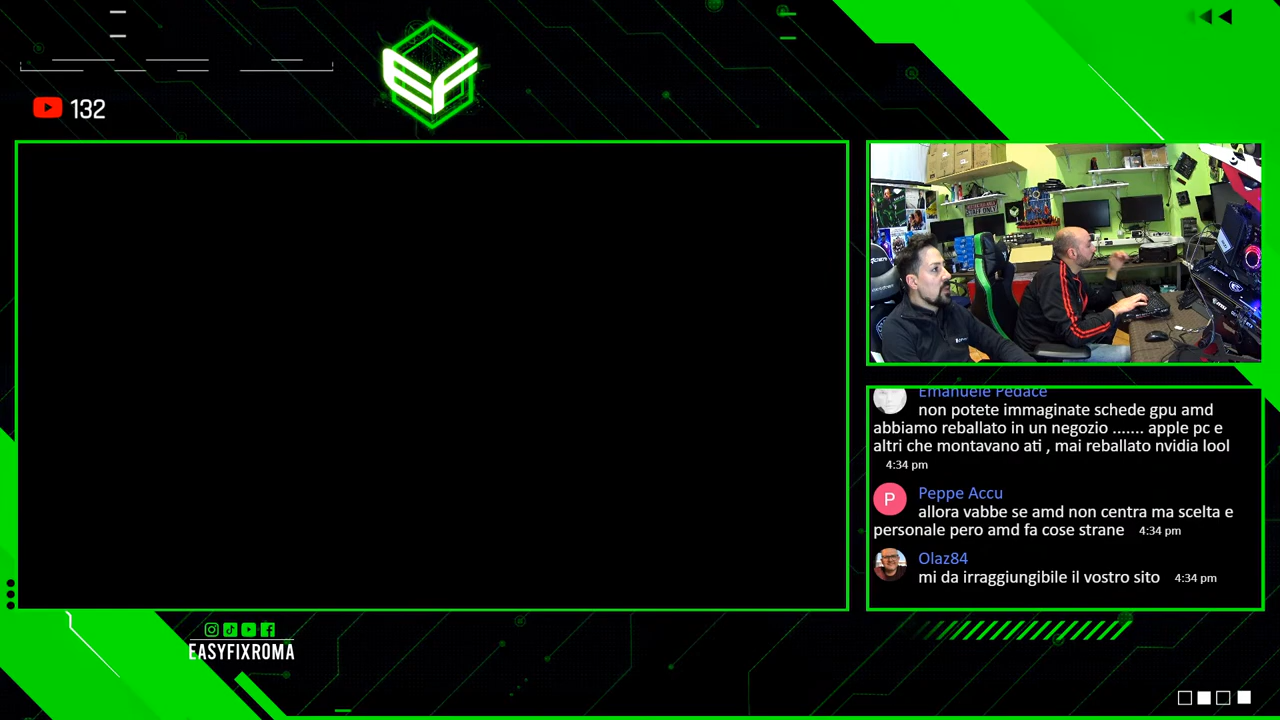 EF
132
STAFF ONLY
Emanuele Pedace
non potete immaginate schede gpu amd
abbiamo reballato in un negozio ....... apple pc e
altri che montavano ati , mai reballato nvidia lool
4:34 pm
P
Peppe Accu
allora vabbe se amd non centra ma scelta e
personale pero amd fa cose strane 4:34 pm
Olaz84
mi da irraggiungibile il vostro sito 4:34 pm
EASYFIXROMA